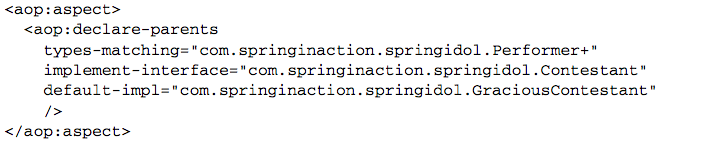 <aop:aspect>
  <aop:declare-parents
    types-matching="com.springinaction.springidol.Performer+"
    implement-interface="com.springinaction.springidol.Contestant"
    default-impl="com.springinaction.springidol.GraciousContestant"
    />
</aop:aspect>